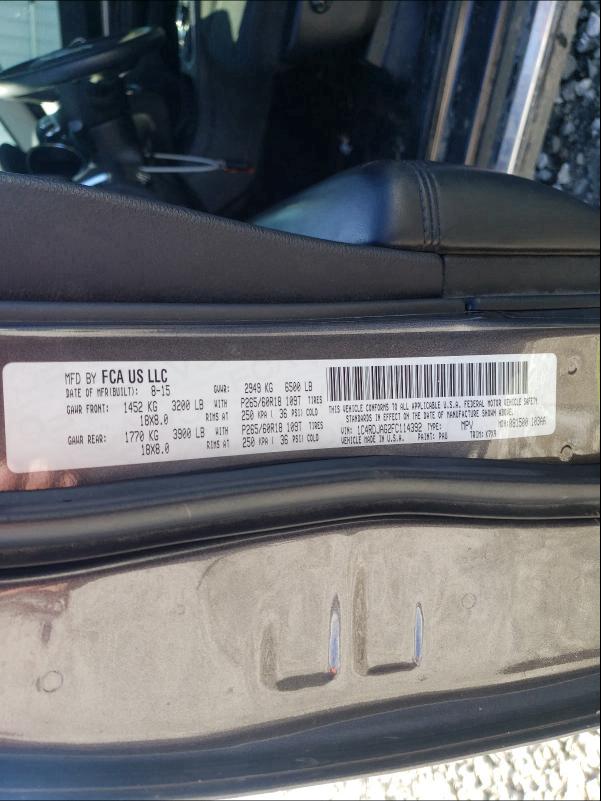 MFD BY FCA US LLC
DATE OF MFR(BUILT): 8-15 GVWR: 2949 KG 6500 LB
GAWR FRONT: 1452 KG 3200 LB WITH P265/60R18 109T TIRES
18X8.0 RIMS AT 250 KPA ( 36 PSI) COLD
GAWR REAR: 1770 KG 3900 LB WITH P265/60R18 109T TIRES
18X8.0 RIMS AT 250 KPA ( 36 PSI) COLD
THIS VEHICLE CONFORMS TO ALL APPLICABLE U.S.A. FEDERAL MOTOR VEHICLE SAFETY
STANDARDS IN EFFECT ON THE DATE OF MANUFACTURE SHOWN ABOVE.
VIN: 1C4RDJAG2FC114392 TYPE: MPV
MADE IN U.S.A. PAINT: PAU TRIM: K7X9